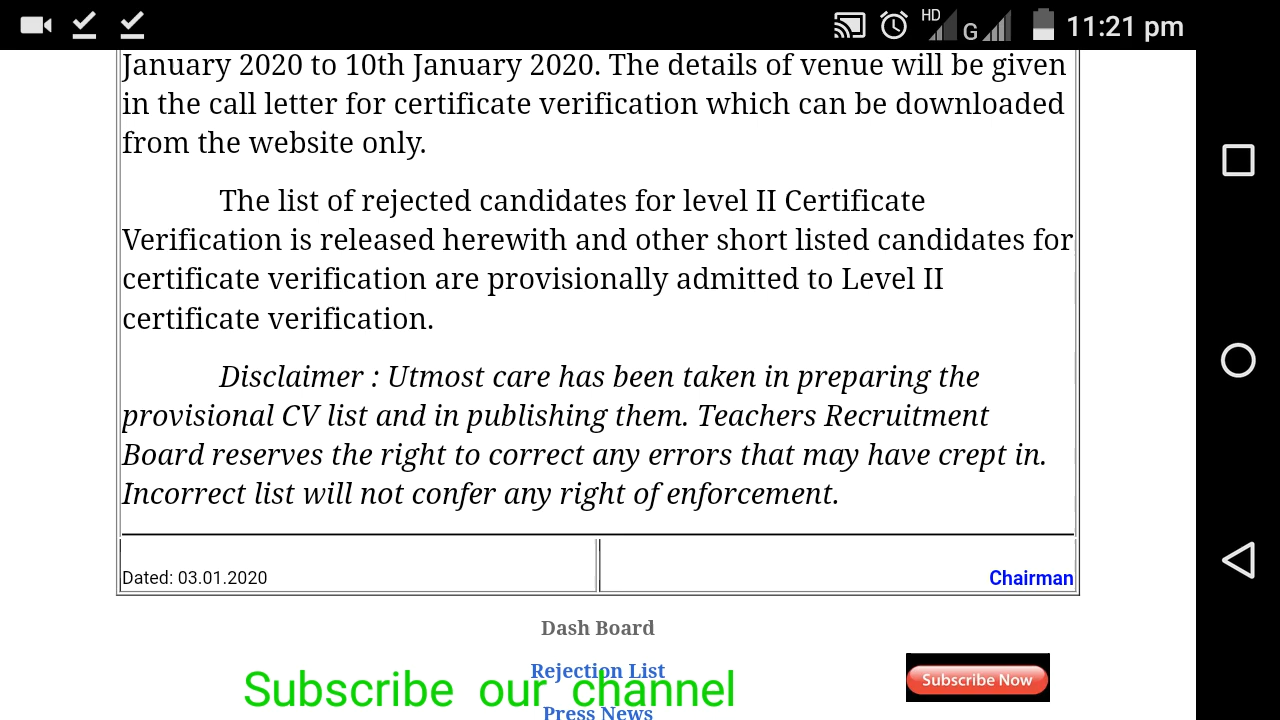 HD G 11:21 pm
January 2020 to 10th January 2020. The details of venue will be given
in the call letter for certificate verification which can be downloaded
from the website only.
The list of rejected candidates for level II Certificate
Verification is released herewith and other short listed candidates for
certificate verification are provisionally admitted to Level II
certificate verification.
Disclaimer : Utmost care has been taken in preparing the
provisional CV list and in publishing them. Teachers Recruitment
Board reserves the right to correct any errors that may have crept in.
Incorrect list will not confer any right of enforcement.
Dated: 03.01.2020
Chairman
Dash Board
Rejection List
Subscribe our channel
Subscribe Now
Press News